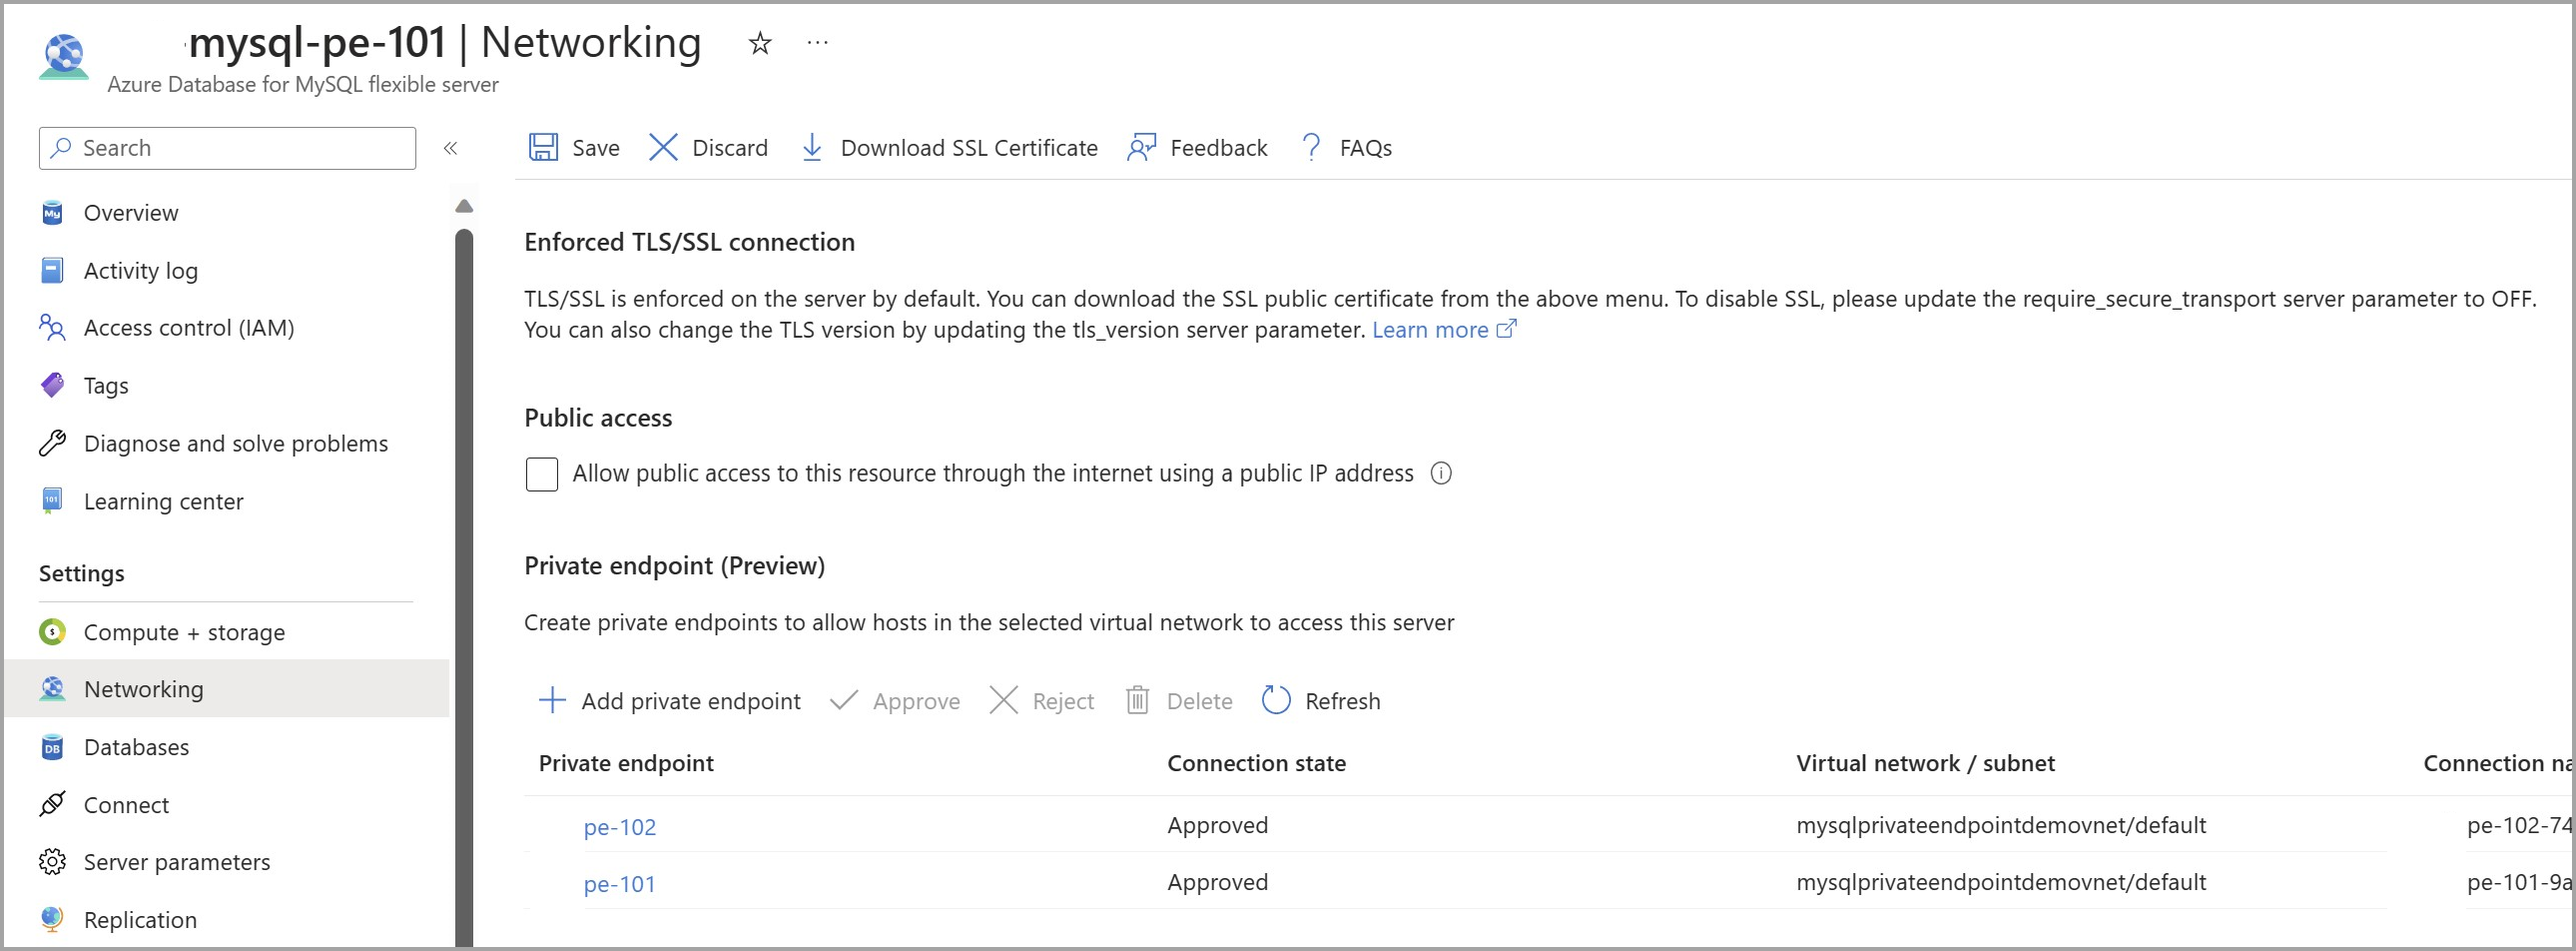 mysql-pe-101 | Networking
Azure Database for MySQL flexible server
Search
Save Discard Download SSL Certificate Feedback FAQs
Overview
Activity log
Access control (IAM)
Tags
Diagnose and solve problems
Learning center
Settings
Compute + storage
Networking
Databases
Connect
Server parameters
Replication
Enforced TLS/SSL connection
TLS/SSL is enforced on the server by default. You can download the SSL public certificate from the above menu. To disable SSL, please update the require_secure_transport server parameter to OFF.
You can also change the TLS version by updating the tls_version server parameter. Learn more
Public access
Allow public access to this resource through the internet using a public IP address
Private endpoint (Preview)
Create private endpoints to allow hosts in the selected virtual network to access this server
Add private endpoint Approve Reject Delete Refresh
Private endpoint Connection state Virtual network / subnet Connection
pe-102 Approved mysqlprivateendpointdemovnet/default pe-102-74
pe-101 Approved mysqlprivateendpointdemovnet/default pe-101-9a